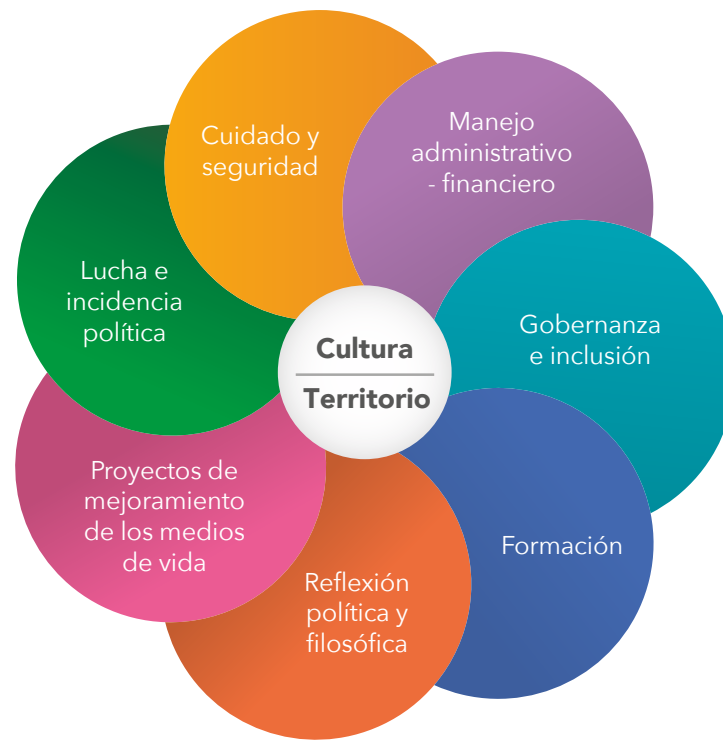 Cuidado y
seguridad
Manejo
administrativo
- financiero
Gobernanza
e inclusión
Formación
Reflexión
política y
filosófica
Proyectos de
mejoramiento
de los medios
de vida
Lucha e
incidencia
política
Cultura
Territorio